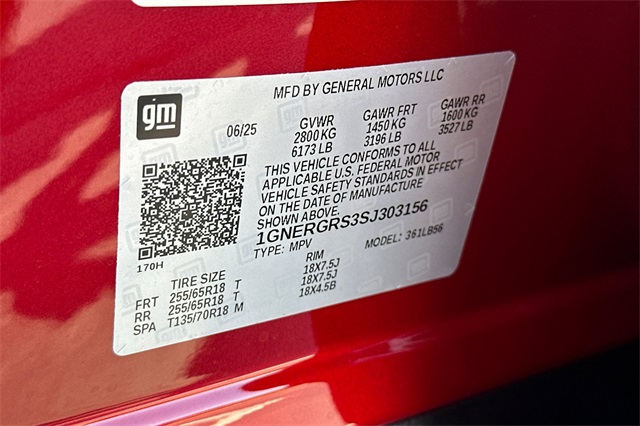 MFD BY GENERAL MOTORS LLC
gm
06/25 GVWR GAWR FRT GAWR RR
2800 KG 1450 KG 1600 KG
6173 LB 3196 LB 3527 LB
THIS VEHICLE CONFORMS TO ALL
APPLICABLE U.S. FEDERAL MOTOR
VEHICLE SAFETY STANDARDS IN EFFECT
ON THE DATE OF MANUFACTURE
SHOWN ABOVE
1GNERGRS3SJ303156
170H TYPE: MPV MODEL: 361LB56
TIRE SIZE RIM
FRT 255/65R18 T 18X7.5J
RR 255/65R18 T 18X7.5J
SPA T135/70R18 M 18X4.5B